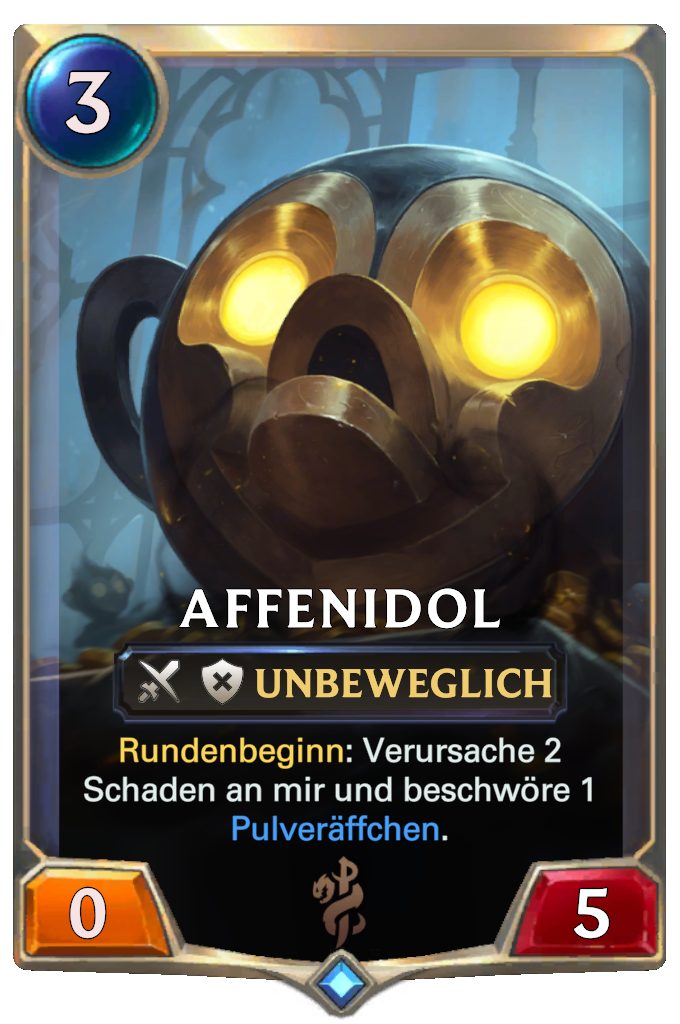 3
AFFENIDOL
UNBEWEGLICH
Rundenbeginn: Verursache 2
Schaden an mir und beschwöre 1
Pulveräffchen.
0
5